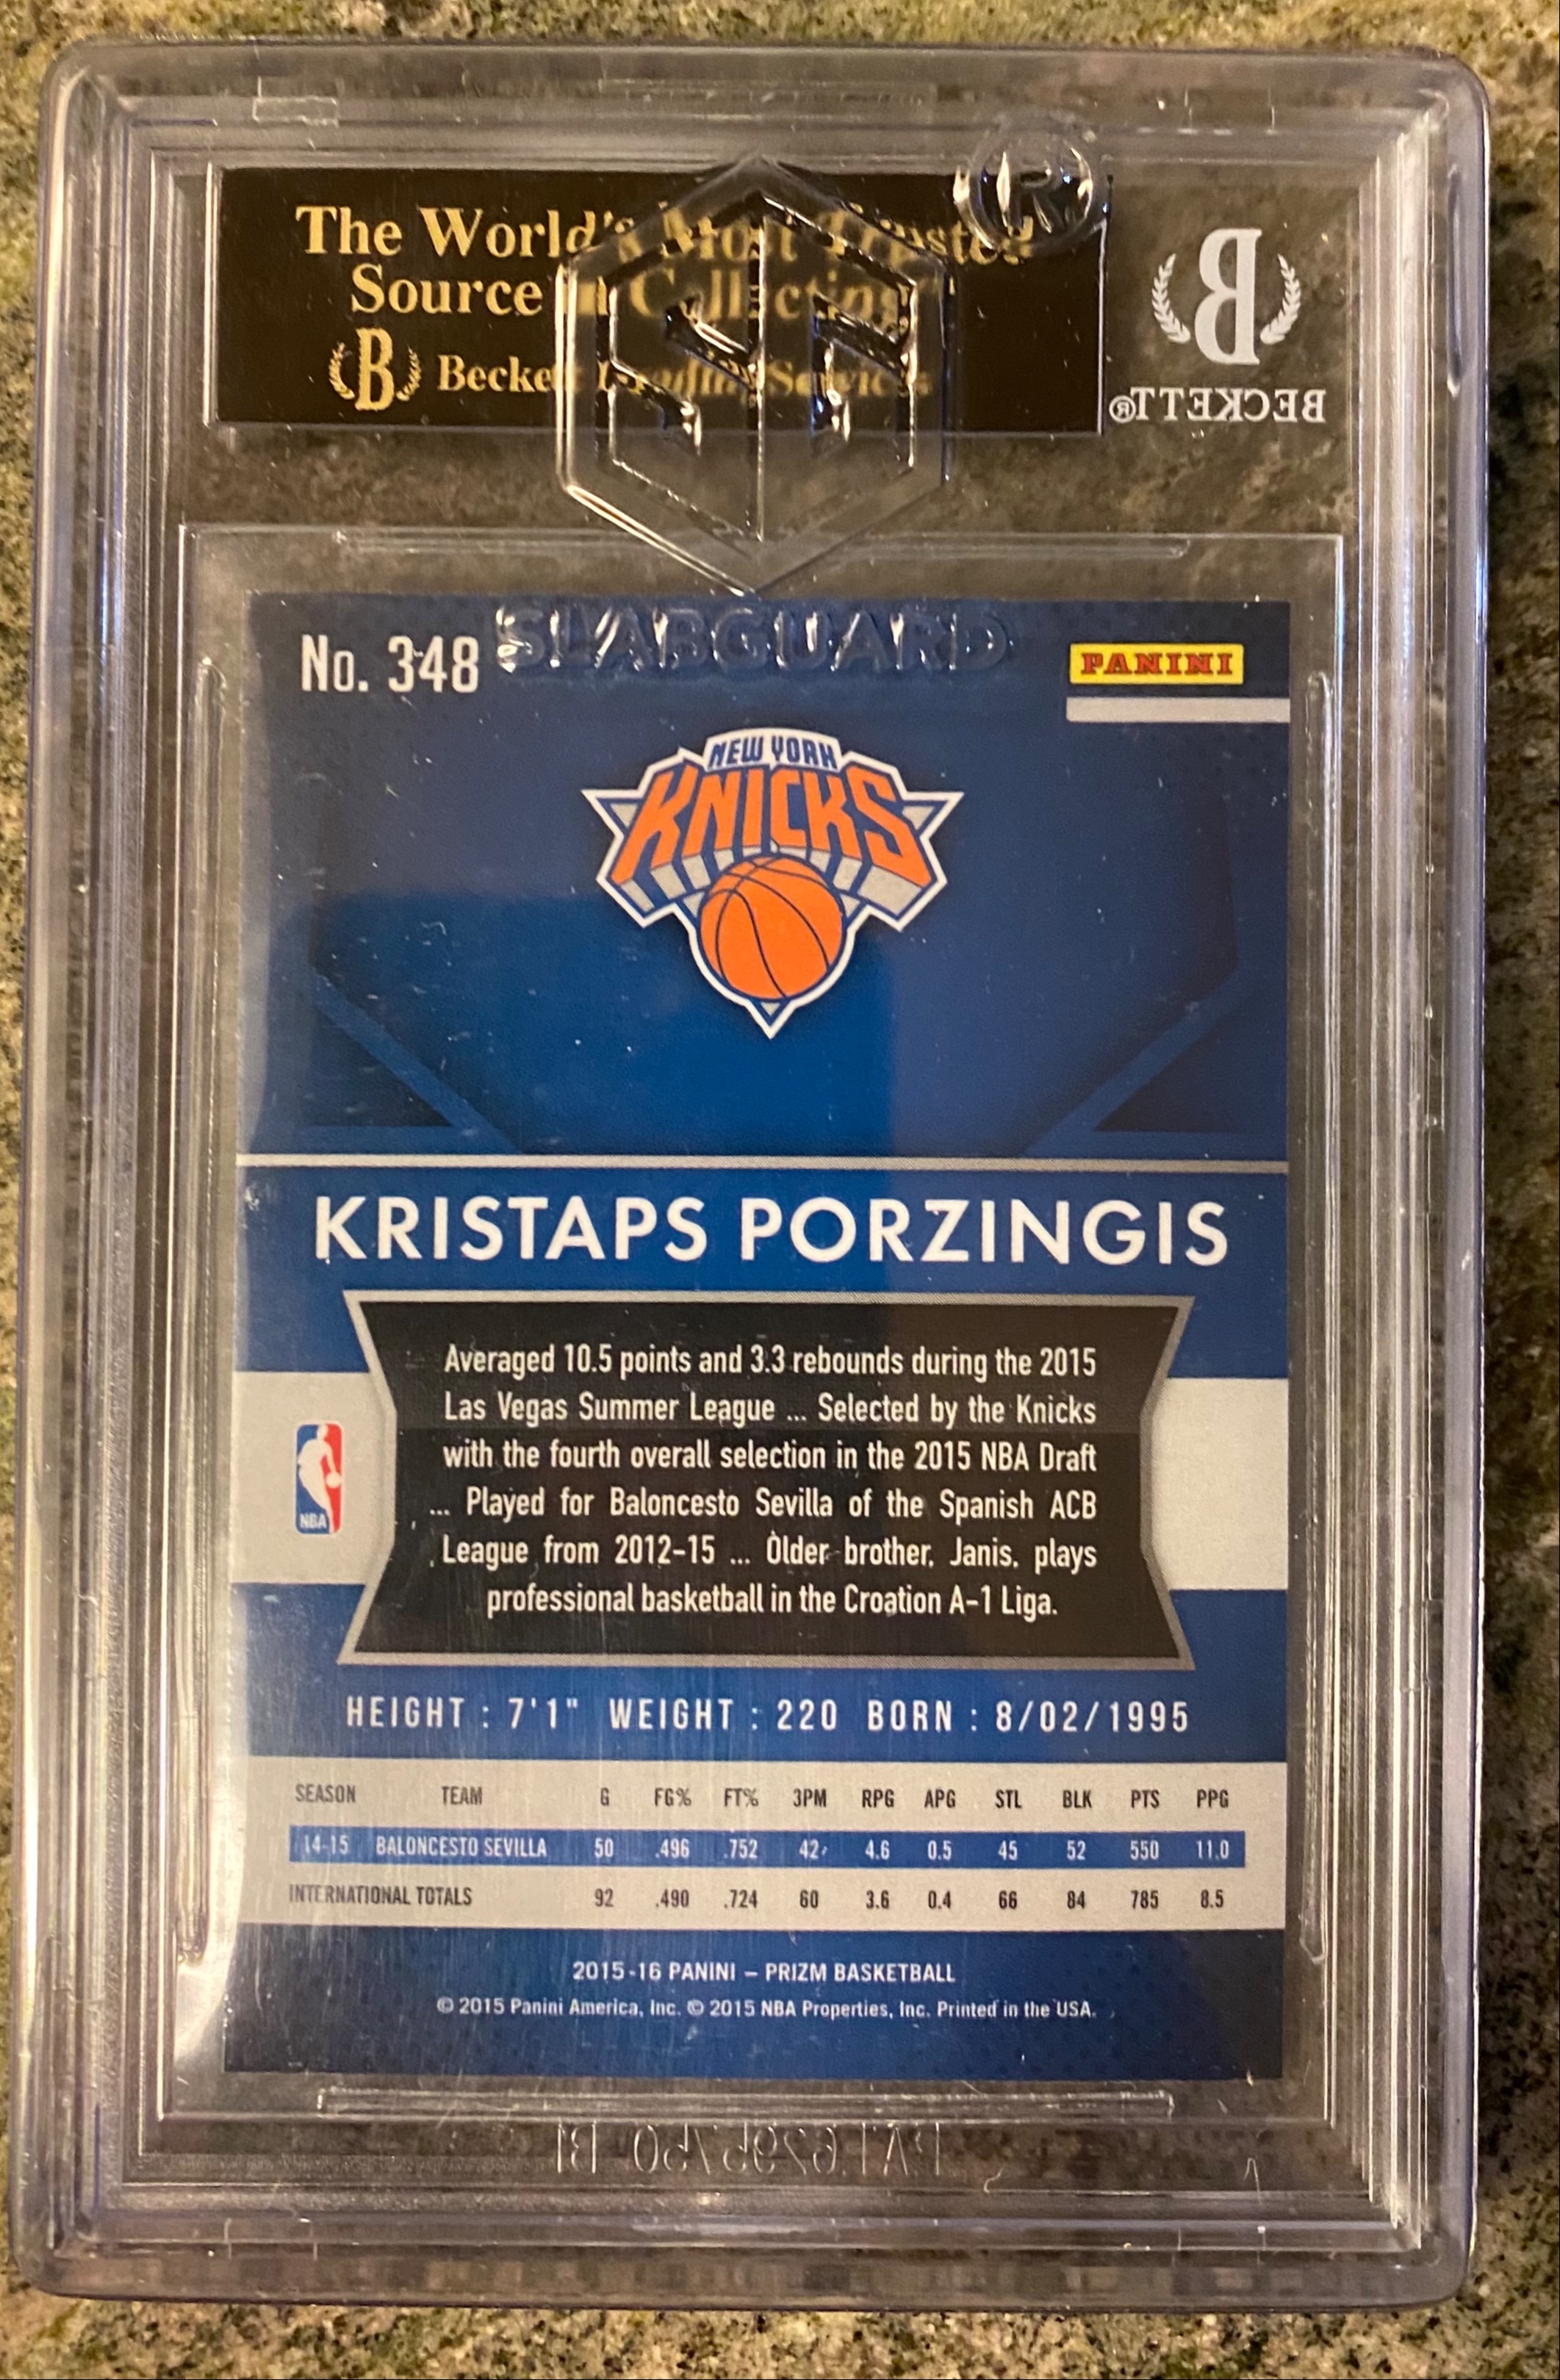 The World's Most Trusted
Source in Collecting
B Beckett Grading Services
B
BECKETT®
®
SG
SLABGUARD
No. 348
PANINI
NEW YORK
KNICKS
KRISTAPS PORZINGIS
Averaged 10.5 points and 3.3 rebounds during the 2015
Las Vegas Summer League ... Selected by the Knicks
with the fourth overall selection in the 2015 NBA Draft
... Played for Baloncesto Sevilla of the Spanish ACB
League from 2012-15 ... Older brother, Janis, plays
professional basketball in the Croation A-1 Liga.
NBA
HEIGHT : 7'1" WEIGHT : 220 BORN : 8/02/1995
SEASON TEAM G FG% FT% 3PM RPG APG STL BLK PTS PPG
14-15 BALONCESTO SEVILLA 50 .496 .752 42 4.6 0.5 45 52 550 11.0
INTERNATIONAL TOTALS 92 .490 .724 60 3.6 0.4 66 84 785 8.5
2015-16 PANINI – PRIZM BASKETBALL
© 2015 Panini America, Inc. © 2015 NBA Properties, Inc. Printed in the USA.